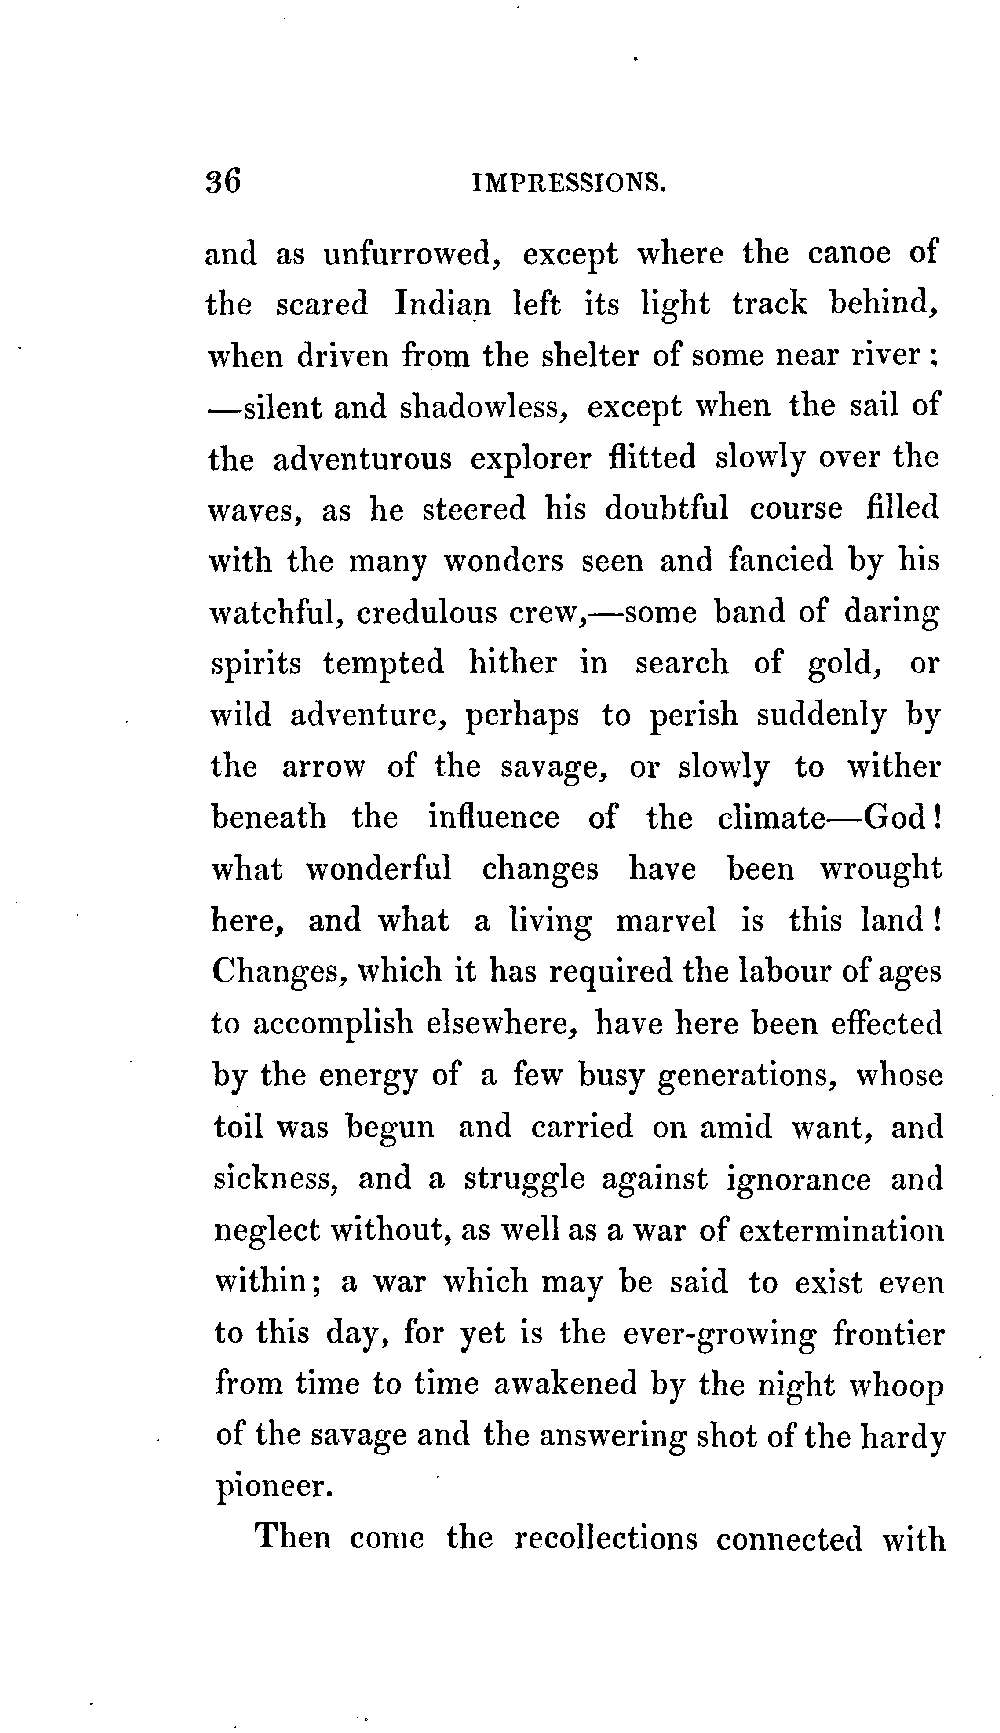 36 IMPRESSIONS.
and as unfurrowed, except where the canoe of
the scared Indian left its light track behind,
when driven from the shelter of some near river ;
—silent and shadowless, except when the sail of
the adventurous explorer flitted slowly over the
waves, as he steered his doubtful course filled
with the many wonders seen and fancied by his
watchful, credulous crew,—some band of daring
spirits tempted hither in search of gold, or
wild adventure, perhaps to perish suddenly by
the arrow of the savage, or slowly to wither
beneath the influence of the climate—God!
what wonderful changes have been wrought
here, and what a living marvel is this land !
Changes, which it has required the labour of ages
to accomplish elsewhere, have here been effected
by the energy of a few busy generations, whose
toil was begun and carried on amid want, and
sickness, and a struggle against ignorance and
neglect without, as well as a war of extermination
within; a war which may be said to exist even
to this day, for yet is the ever-growing frontier
from time to time awakened by the night whoop
of the savage and the answering shot of the hardy
pioneer.
Then come the recollections connected with